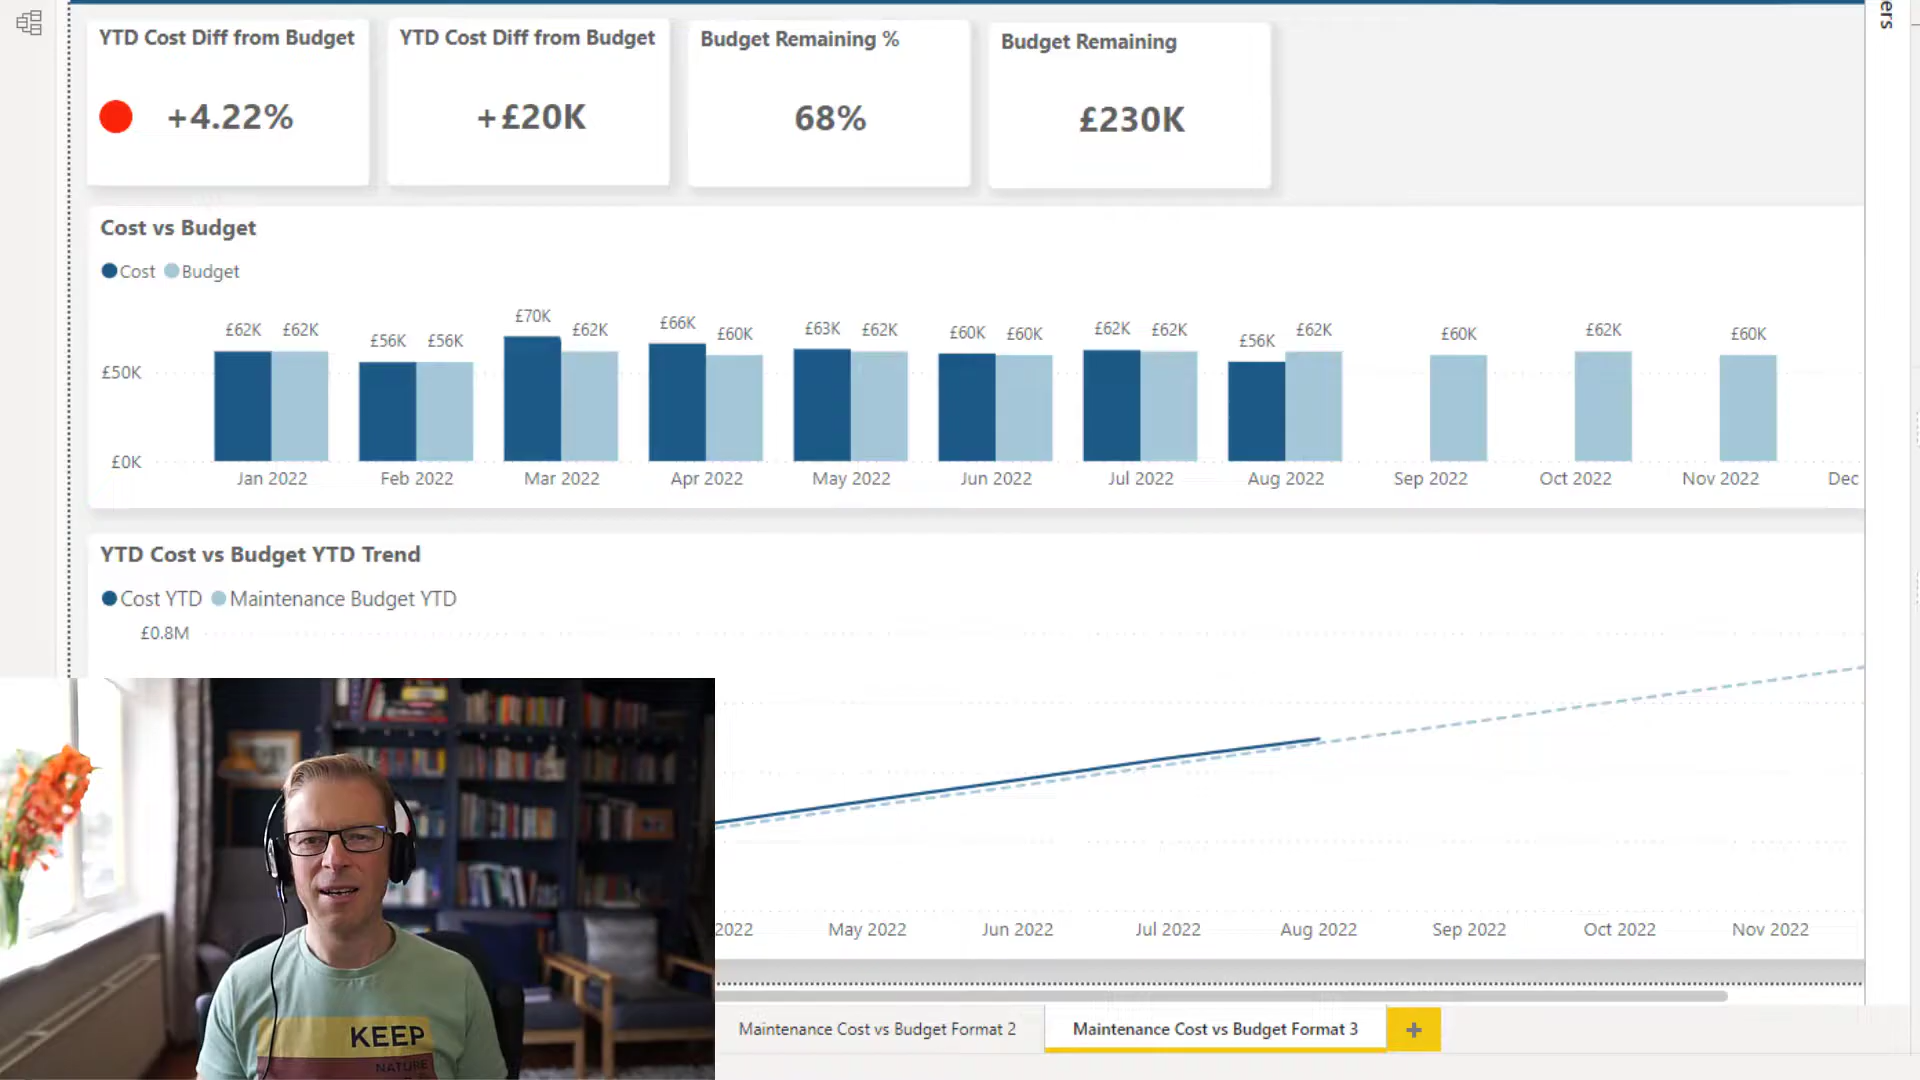 ers
YTD Cost Diff from Budget
+4.22%
YTD Cost Diff from Budget
+£20K
Budget Remaining %
68%
Budget Remaining
£230K
Cost vs Budget
Cost Budget
£62K £62K £56K £56K £70K £62K £66K £60K £63K £62K £60K £60K £62K £62K £56K £62K £60K £62K £60K
£50K
£0K
Jan 2022 Feb 2022 Mar 2022 Apr 2022 May 2022 Jun 2022 Jul 2022 Aug 2022 Sep 2022 Oct 2022 Nov 2022 Dec
YTD Cost vs Budget YTD Trend
Cost YTD Maintenance Budget YTD
£0.8M
2022 May 2022 Jun 2022 Jul 2022 Aug 2022 Sep 2022 Oct 2022 Nov 2022
KEEP
NATURE
Maintenance Cost vs Budget Format 2 Maintenance Cost vs Budget Format 3 +